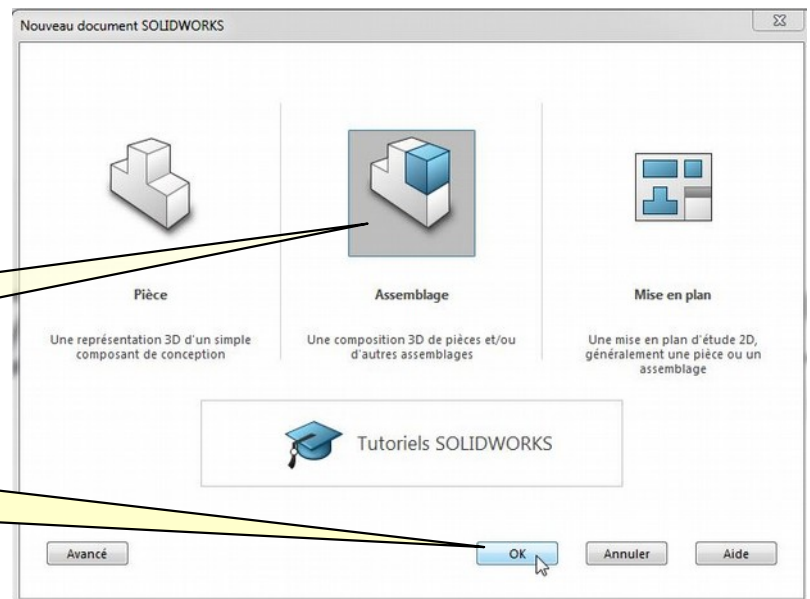 Nouveau document SOLIDWORKS
Pièce
Une représentation 3D d'un simple
composant de conception
Assemblage
Une composition 3D de pièces et/ou
d'autres assemblages
Mise en plan
Une mise en plan d'étude 2D,
généralement une pièce ou un
assemblage
Tutoriels SOLIDWORKS
Avancé
OK
Annuler
Aide